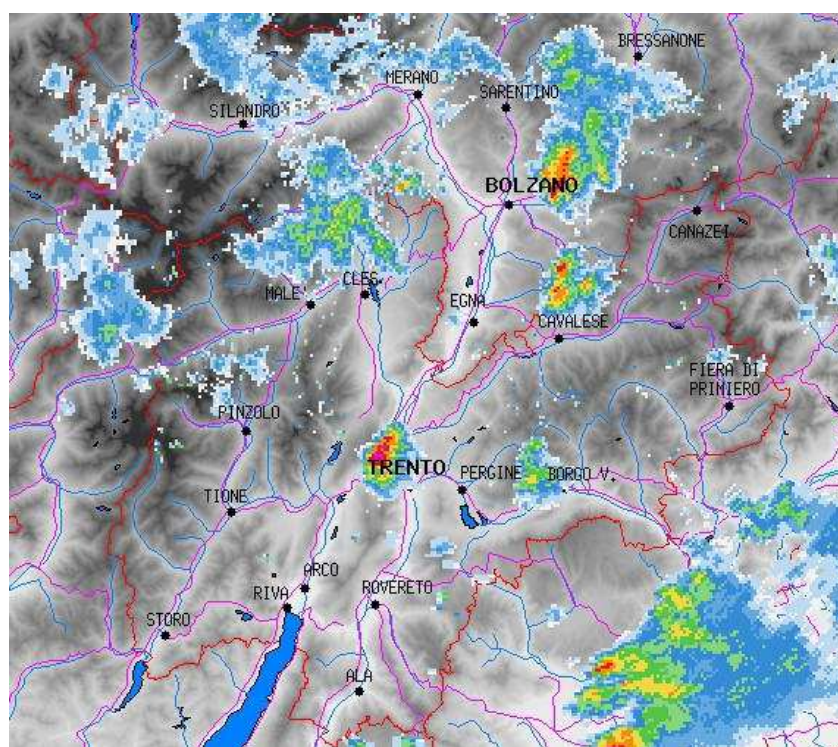 BRESSANONE
MERANO
SARENTINO
SILANDRO
BOLZANO
CANAZEI
CLES
MALE'
EGNA
CAVALESE
FIERA DI
PRIMIERO
PINZOLO
TRENTO
PERGINE
BORGO V.
TIONE
ARCO
RIVA
ROVERETO
STORO
ALA